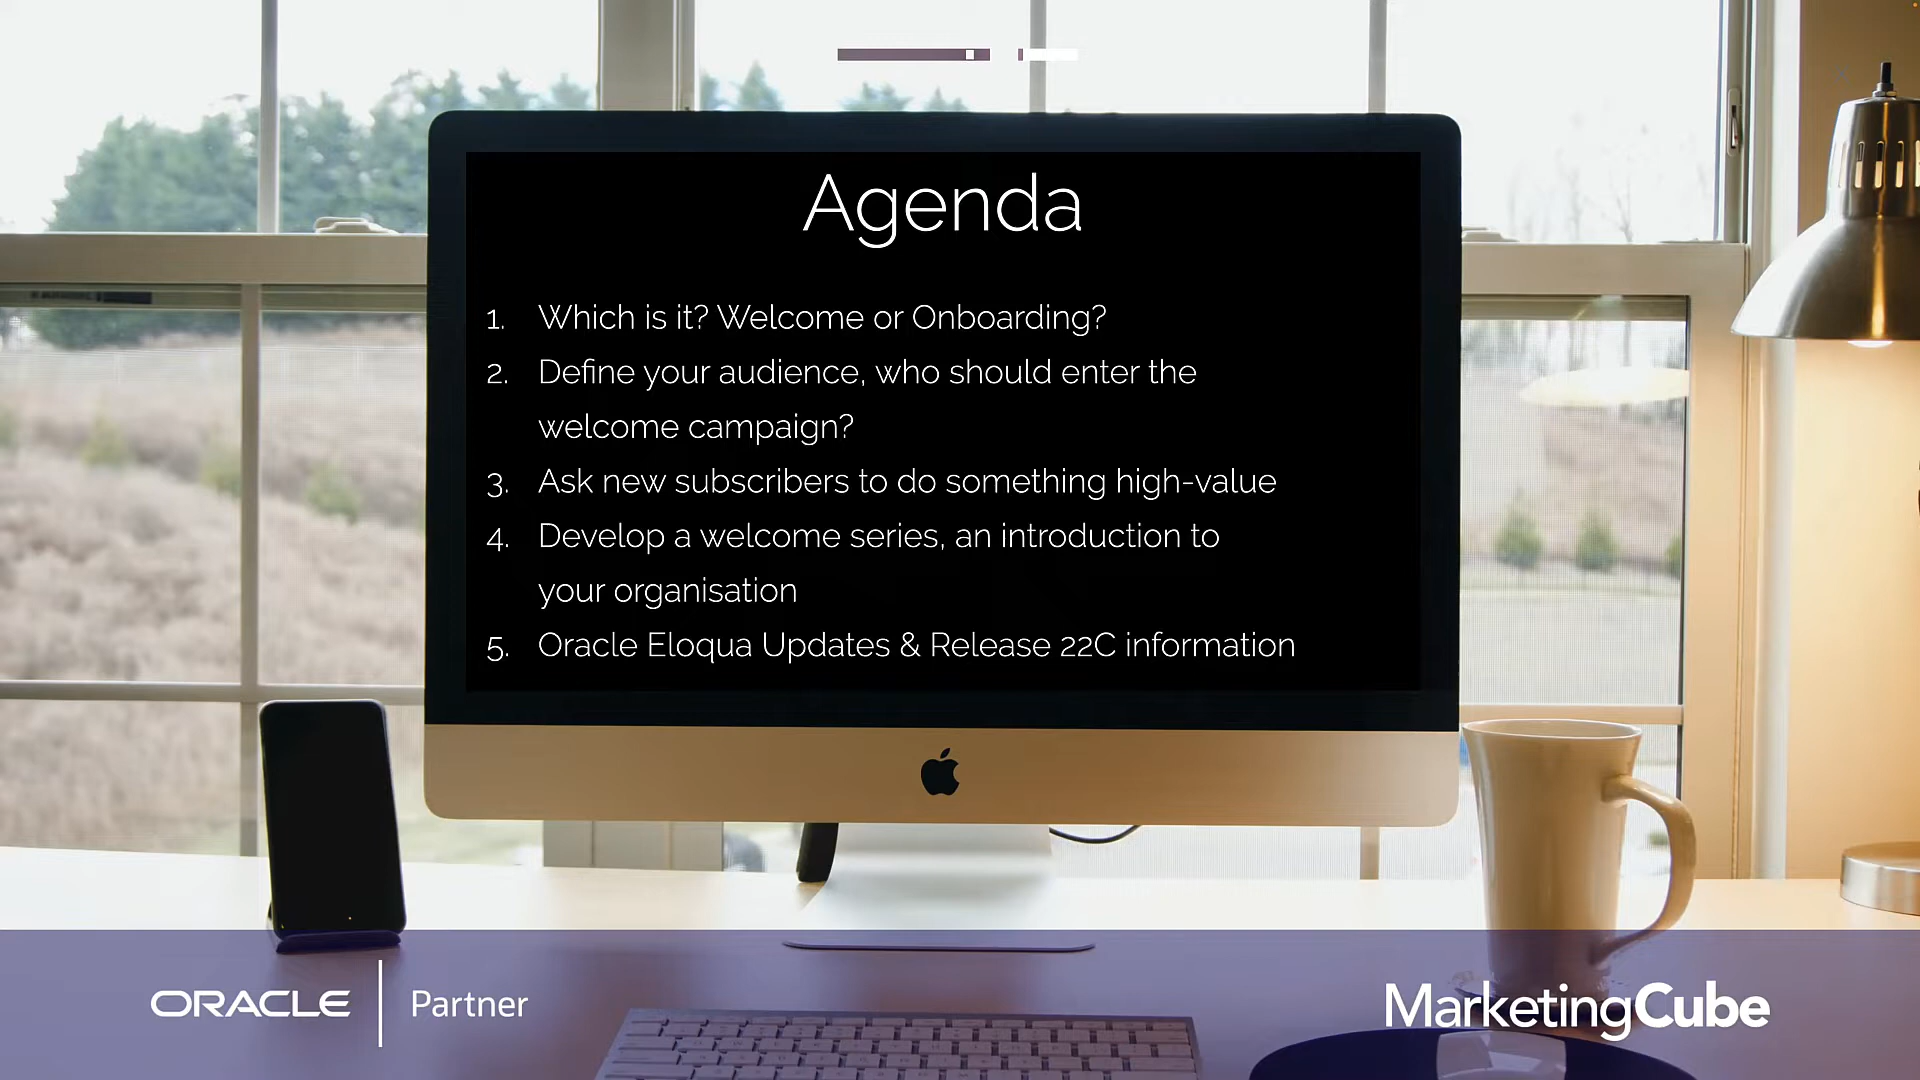 Agenda
1. Which is it? Welcome or Onboarding?
2. Define your audience, who should enter the
welcome campaign?
3. Ask new subscribers to do something high-value
4. Develop a welcome series, an introduction to
your organisation
5. Oracle Eloqua Updates & Release 22C information
ORACLE | Partner
MarketingCube